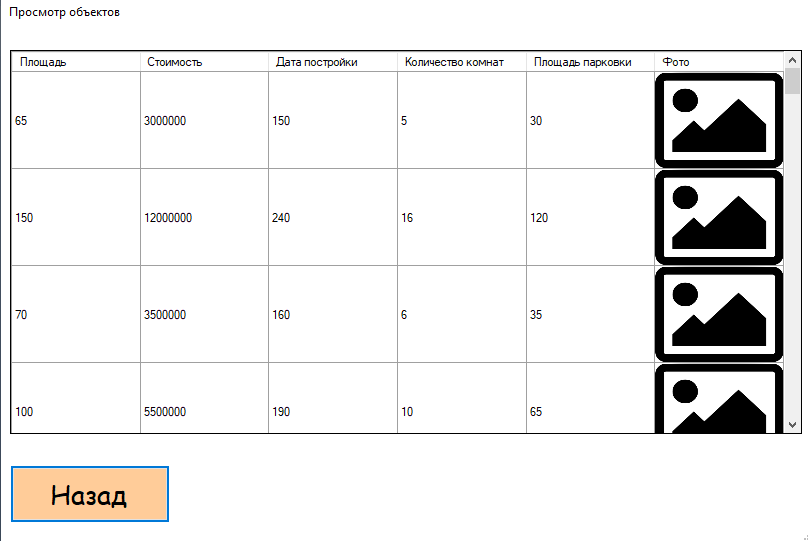 Просмотр объектов
Площадь Стоимость Дата постройки Количество комнат Площадь парковки Фото
65 3000000 150 5 30
150 12000000 240 16 120
70 3500000 160 6 35
100 5500000 190 10 65
Назад